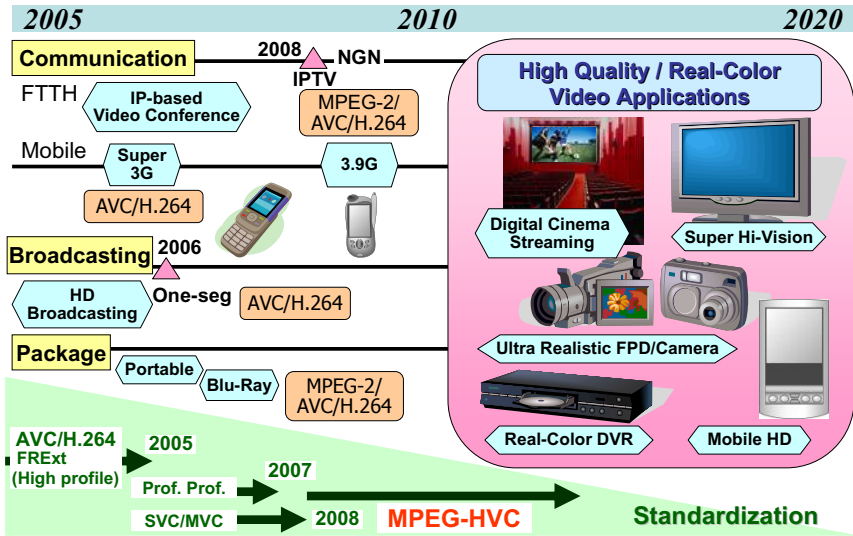 2005 2010 2020
Communication
2008
NGN
IPTV
FTTH
IP-based
Video Conference
MPEG-2/
AVC/H.264
Mobile
Super
3G
3.9G
AVC/H.264
Broadcasting
2006
HD
Broadcasting
One-seg
AVC/H.264
Package
Portable
Blu-Ray
MPEG-2/
AVC/H.264
High Quality / Real-Color
Video Applications
Digital Cinema
Streaming
Super Hi-Vision
Ultra Realistic FPD/Camera
Real-Color DVR
Mobile HD
AVC/H.264
FRExt
(High profile)
2005
Prof. Prof.
2007
SVC/MVC
2008
MPEG-HVC
Standardization